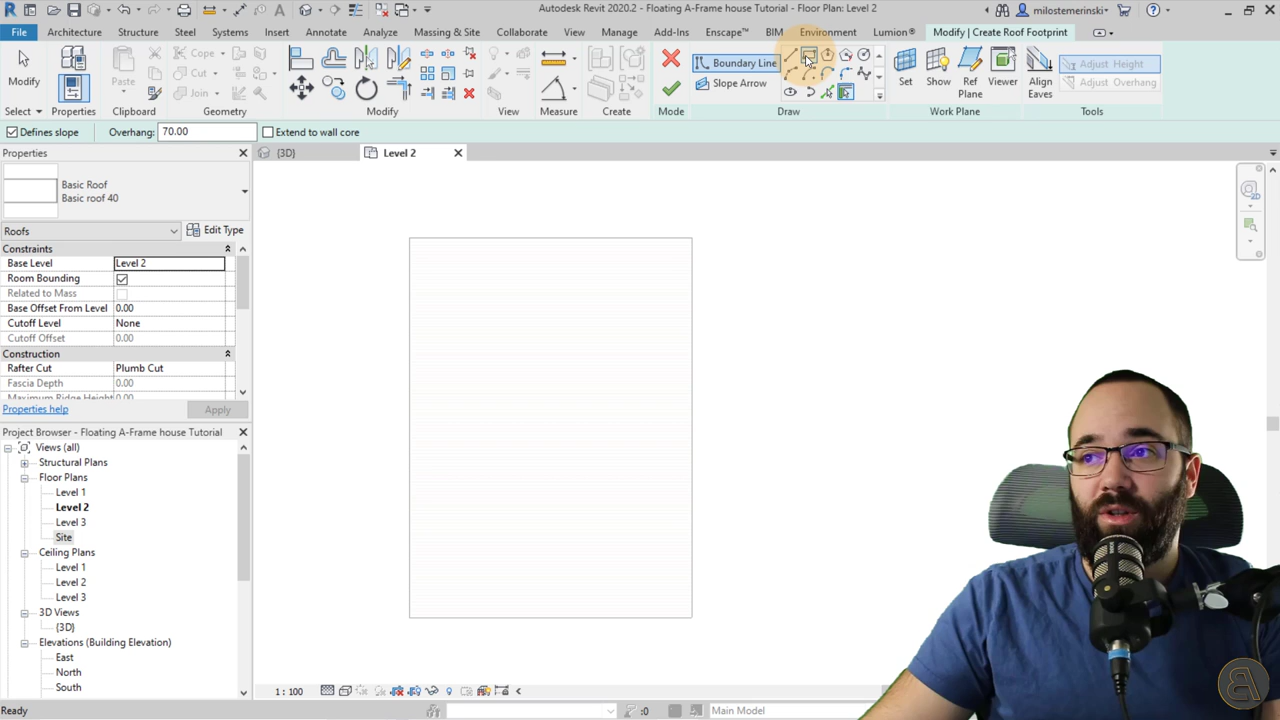 Autodesk Revit 2020.2 - Floating A-Frame house Tutorial - Floor Plan: Level 2
milostemerinski
File Architecture Structure Steel Systems Insert Annotate Analyze Massing & Site Collaborate View Manage Add-Ins Enscape™ BIM Environment Lumion® Modify | Create Roof Footprint
Modify Paste Cope Cut Join Boundary Line Slope Arrow Set Show Ref Plane Viewer Align Eaves Adjust Height Adjust Overhang
Select Properties Clipboard Geometry Modify View Measure Create Mode Draw Work Plane Tools
Defines slope Overhang: 70.00 Extend to wall core
Properties
{3D} Level 2
Basic Roof
Basic roof 40
Roofs Edit Type
Constraints
Base Level Level 2
Room Bounding
Related to Mass
Base Offset From Level 0.00
Cutoff Level None
Cutoff Offset 0.00
Construction
Rafter Cut Plumb Cut
Fascia Depth 0.00
Maximum Ridge Height 0.00
Properties help Apply
Project Browser - Floating A-Frame house Tutorial
Views (all)
Structural Plans
Floor Plans
Level 1
Level 2
Level 3
Site
Ceiling Plans
Level 1
Level 2
Level 3
3D Views
{3D}
Elevations (Building Elevation)
East
North
South
1 : 100
Ready :0 Main Model